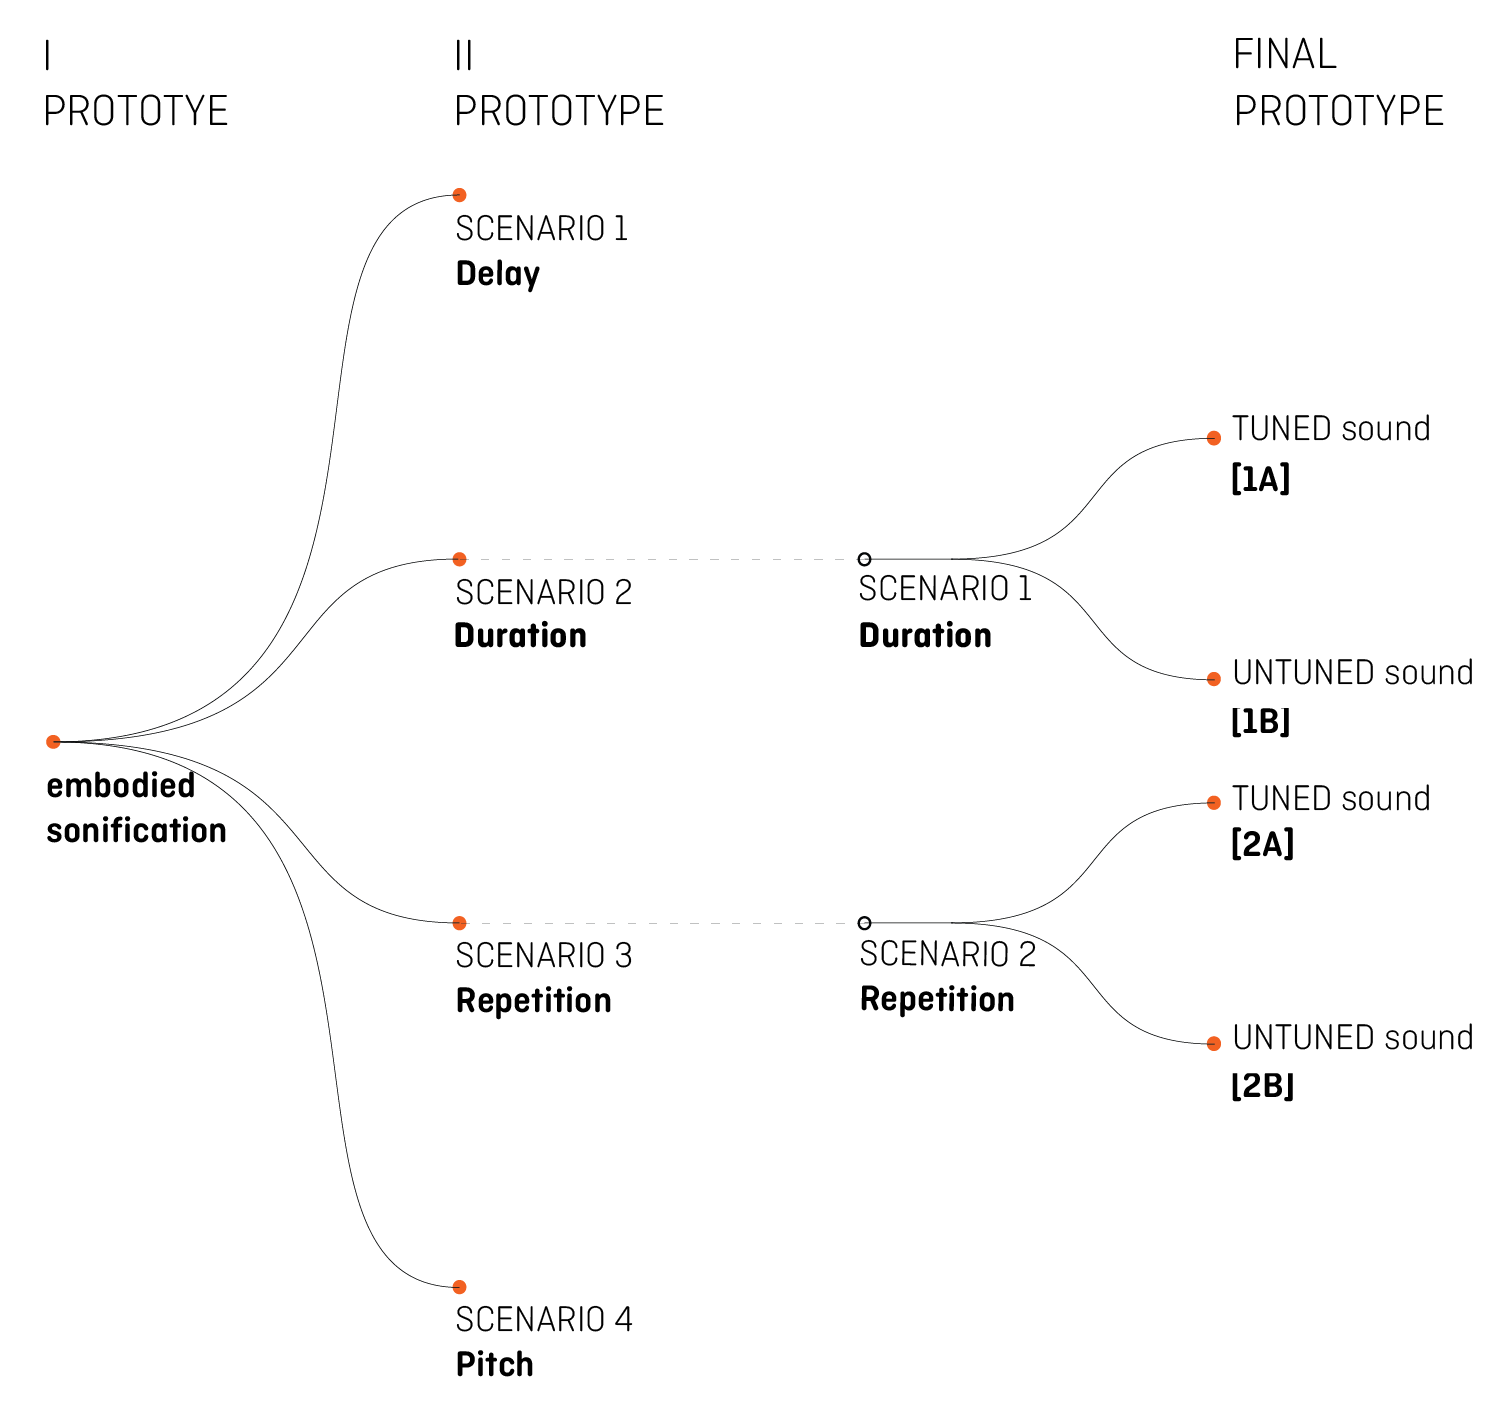 I
PROTOTYE
II
PROTOTYPE
FINAL
PROTOTYPE
SCENARIO 1
Delay
TUNED sound
[1A]
SCENARIO 2
Duration
SCENARIO 1
Duration
UNTUNED sound
[1B]
embodied
sonification
TUNED sound
[2A]
SCENARIO 3
Repetition
SCENARIO 2
Repetition
UNTUNED sound
[2B]
SCENARIO 4
Pitch